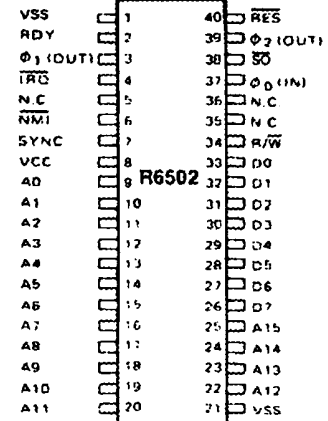 VSS 1 40 R̅E̅S̅
RDY 2 39 Φ2 (OUT)
Φ1 (OUT) 3 38 S̅O̅
I̅R̅Q̅ 4 37 Φ0 (IN)
N.C 5 36 N.C.
N̅M̅I̅ 6 35 N.C
SYNC 7 34 R/W̅
VCC 8 33 D0
A0 9 R6502 32 D1
A1 10 31 D2
A2 11 30 D3
A3 12 29 D4
A4 13 28 D5
A5 14 27 D6
A6 15 26 D7
A7 16 25 A15
A8 17 24 A14
A9 18 23 A13
A10 19 22 A12
A11 20 21 VSS